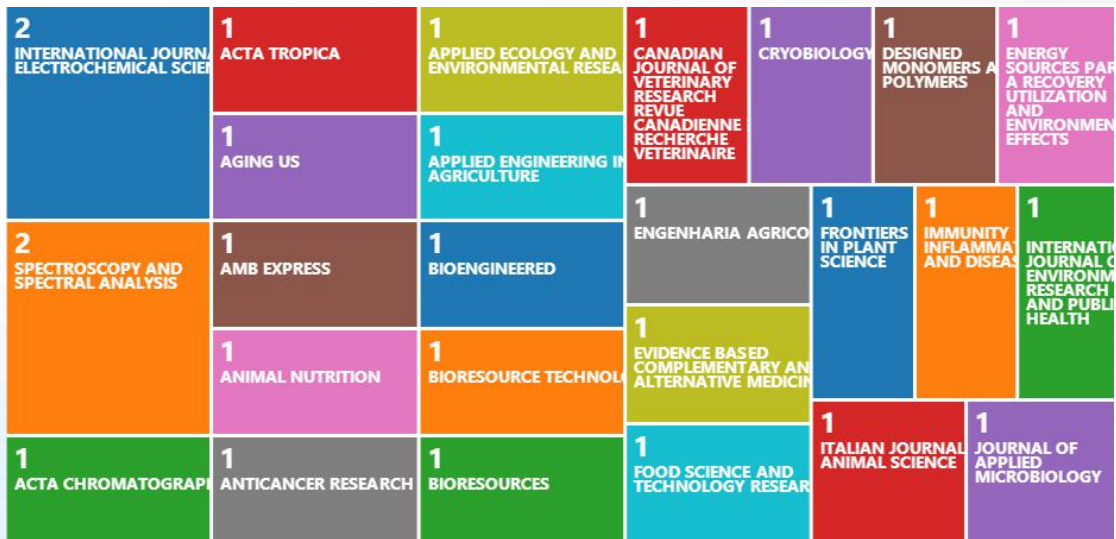 2
INTERNATIONAL JOURNA
ELECTROCHEMICAL SCIEN
2
SPECTROSCOPY AND
SPECTRAL ANALYSIS
1
ACTA CHROMATOGRAPI
1
ACTA TROPICA
1
AGING US
1
AMB EXPRESS
1
ANIMAL NUTRITION
1
ANTICANCER RESEARCH
1
APPLIED ECOLOGY AND
ENVIRONMENTAL RESEA
1
APPLIED ENGINEERING IN
AGRICULTURE
1
BIOENGINEERED
1
BIORESOURCE TECHNOLO
1
BIORESOURCES
1
CANADIAN
JOURNAL OF
VETERINARY
RESEARCH
REVUE
CANADIENNE
RECHERCHE
VETERINAIRE
1
CRYOBIOLOGY
1
DESIGNED
MONOMERS A
POLYMERS
1
ENERGY
SOURCES PAR
A RECOVERY
UTILIZATION
AND
ENVIRONMEN
EFFECTS
1
ENGENHARIA AGRICO
1
EVIDENCE BASED
COMPLEMENTARY AN
ALTERNATIVE MEDICIN
1
FOOD SCIENCE AND
TECHNOLOGY RESEAR
1
FRONTIERS
IN PLANT
SCIENCE
1
IMMUNITY
INFLAMMAT
AND DISEAS
1
INTERNATIO
JOURNAL O
ENVIRONM
RESEARCH
AND PUBLI
HEALTH
1
ITALIAN JOURNAL
ANIMAL SCIENCE
1
JOURNAL OF
APPLIED
MICROBIOLOGY